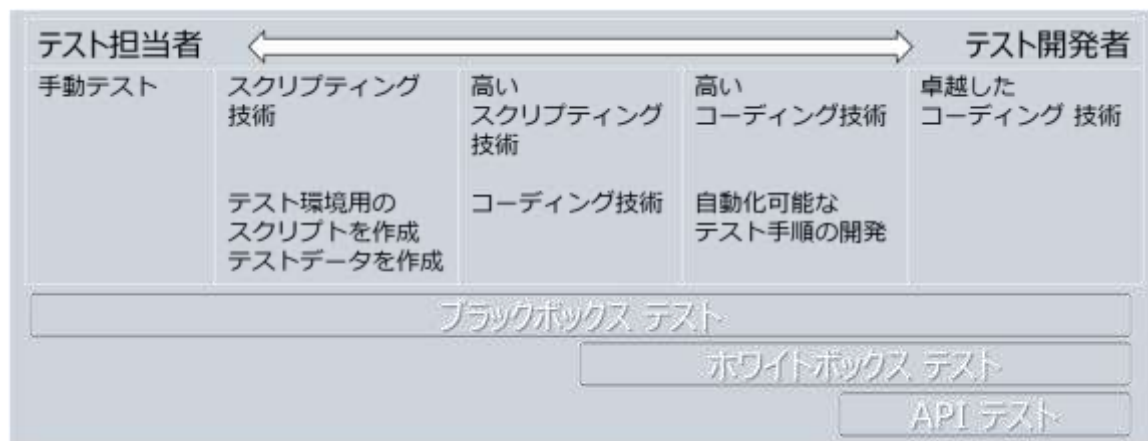 テスト担当者
テスト開発者
手動テスト
スクリプティング
技術
テスト環境用の
スクリプトを作成
テストデータを作成
高い
スクリプティング
技術
コーディング技術
高い
コーディング技術
自動化可能な
テスト手順の開発
卓越した
コーディング 技術
ブラックボックス テスト
ホワイトボックス テスト
API テスト